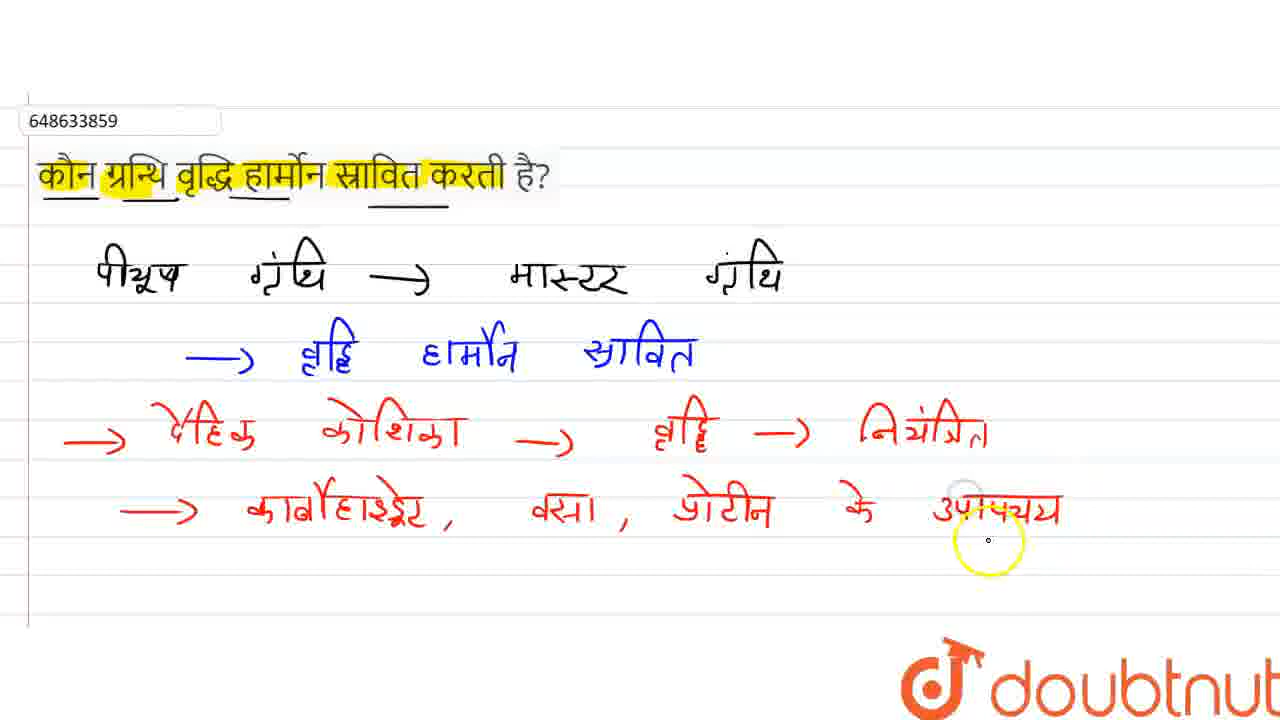 648633859
कौन ग्रन्थि वृद्धि हार्मोन स्रावित करती है?
पीयूष ग्रंथि → मास्टर ग्रंथि
→ वृद्धि हार्मोन स्रावित
→ दैहिक कोशिका → वृद्धि → नियंत्रित
→ कार्बोहाइड्रेट, वसा, प्रोटीन के उपापचय
doubtnut